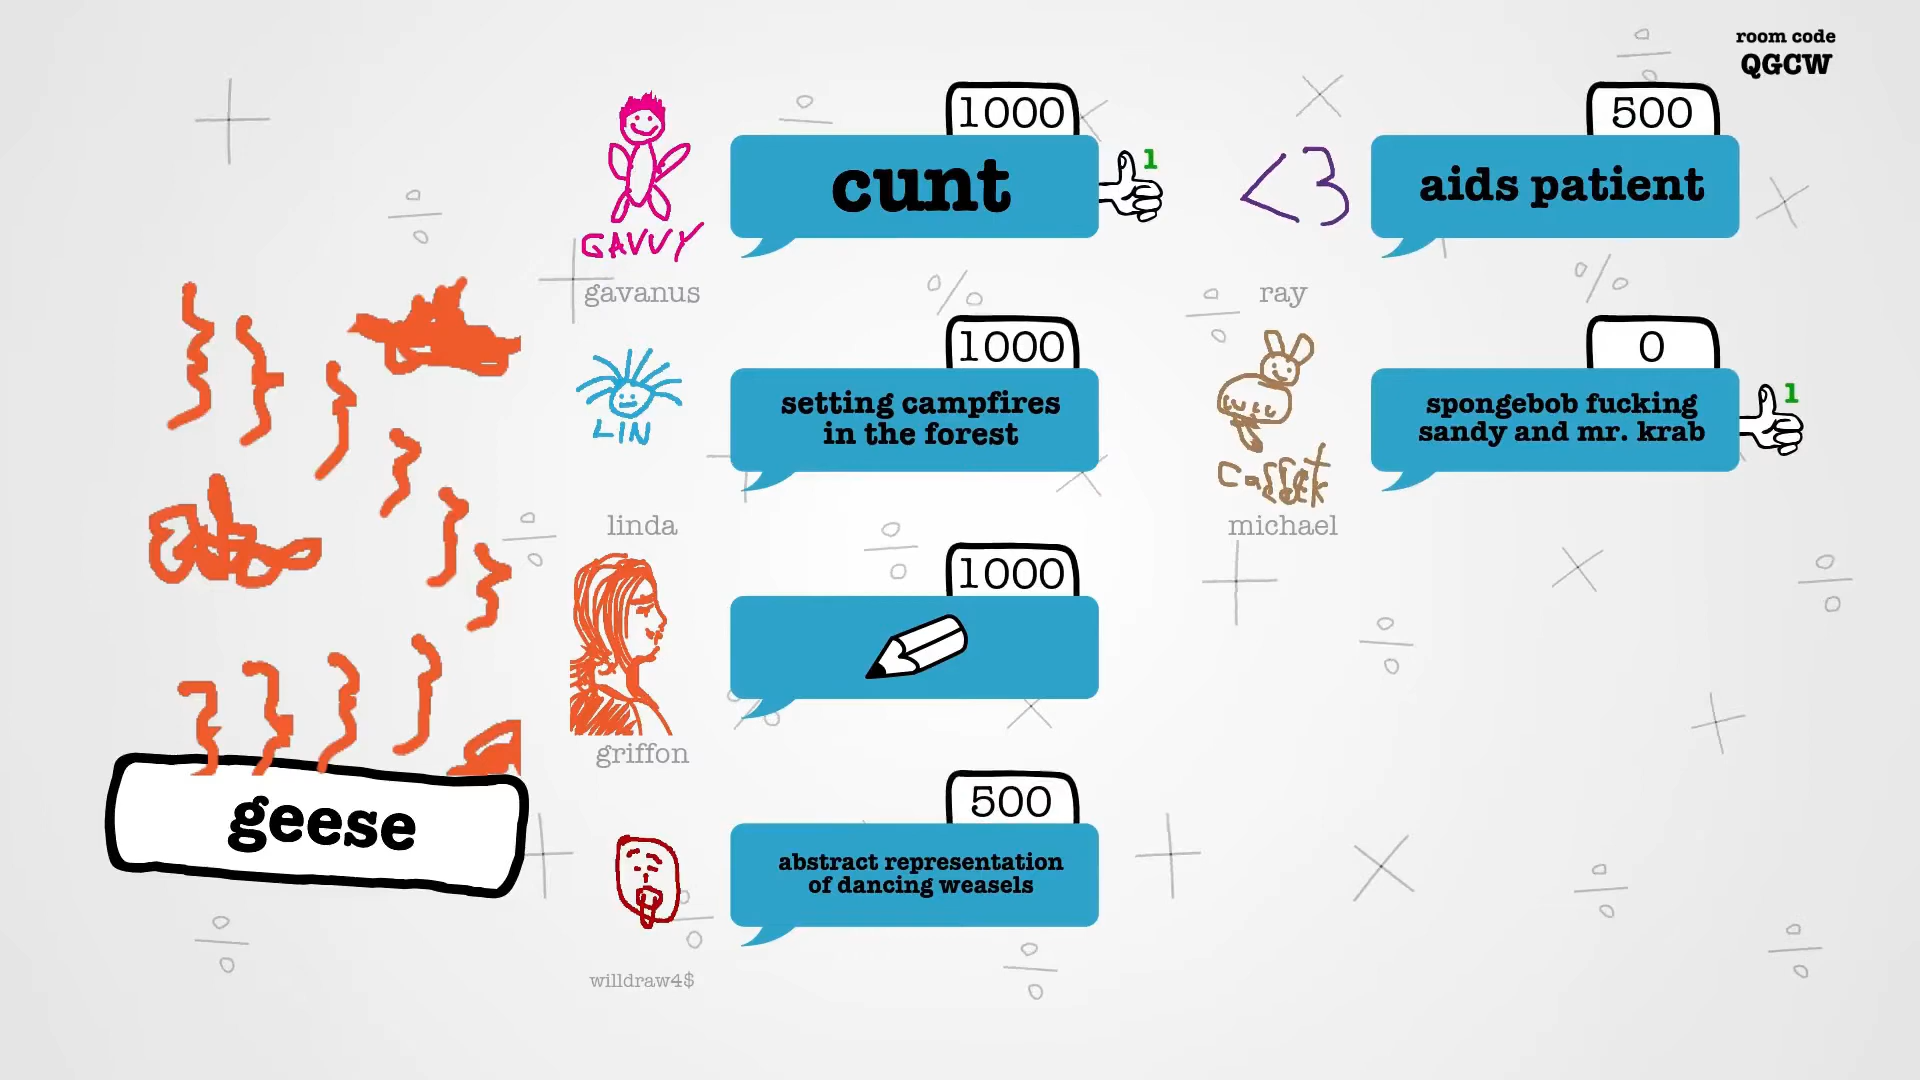 room code
QGCW
1000
cunt
1
GAVVY
gavanus
500
<3
aids patient
ray
1000
setting campfires
in the forest
LIN
linda
0
spongebob fucking
sandy and mr. krab
1
michael
1000
griffon
geese
500
abstract representation
of dancing weasels
willdraw4$